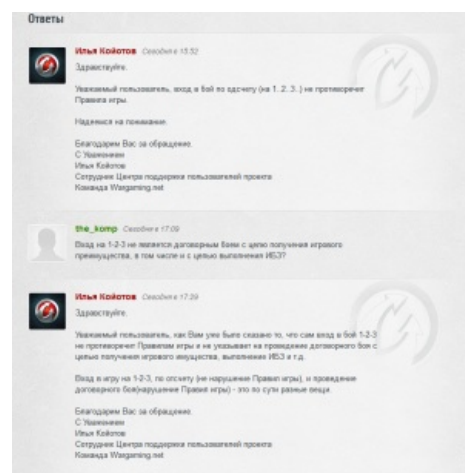 Ответы
Илья Койотов Сегодня в 15:52
Здравствуйте.
Уважаемый пользователь, вход в бой по одсчету (на 1. 2. 3. ) не противоречит
Правила игры.
Надеемся на понимание.
Благодарим Вас за обращение.
С Уважением
Илья Койотов
Сотрудник Центра поддержки пользователей проекта
Команда Wargaming.net
the_komp Сегодня в 17:09
Вход на 1-2-3 не является договорным боем с целю получения игрового
преимущества, в том числе и с целью выполнения ИБЗ?
Илья Койотов Сегодня в 17:29
Здравствуйте.
Уважаемый пользователь, как Вам уже было сказано то, что сам вход в бой 1-2-3
не противоречит Правилам игры и не указывает на проведение договорного боя с
целью получения игрового имущества, выполнение ИБЗ и т.д.
Вход в игру на 1-2-3, по отсчету (не нарушение Правил игры), и проведение
договорного боя(нарушение Правил игры) - это по сути разные вещи.
Благодарим Вас за обращение.
С Уважением
Илья Койотов
Сотрудник Центра поддержки пользователей проекта
Команда Wargaming.net